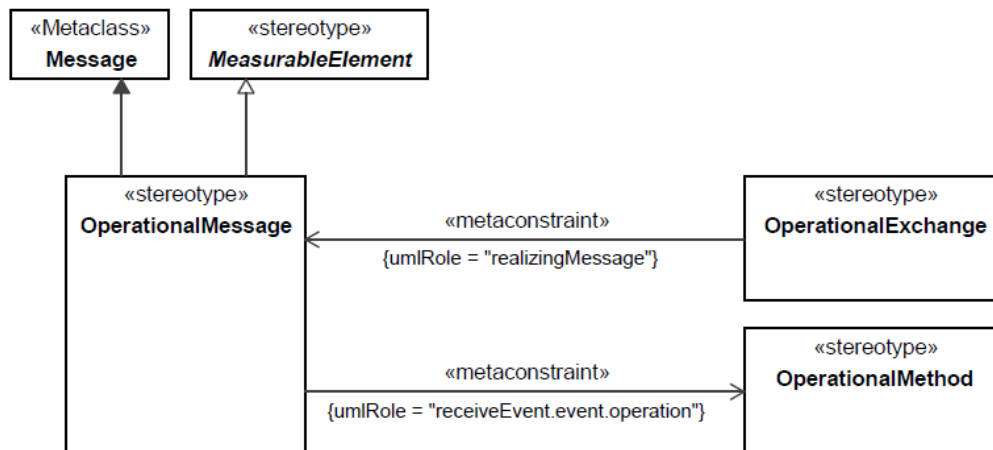 «Metaclass»
Message
«stereotype»
MeasurableElement
«stereotype»
OperationalMessage
«metaconstraint»
{umlRole = "realizingMessage"}
«stereotype»
OperationalExchange
«metaconstraint»
{umlRole = "receiveEvent.event.operation"}
«stereotype»
OperationalMethod